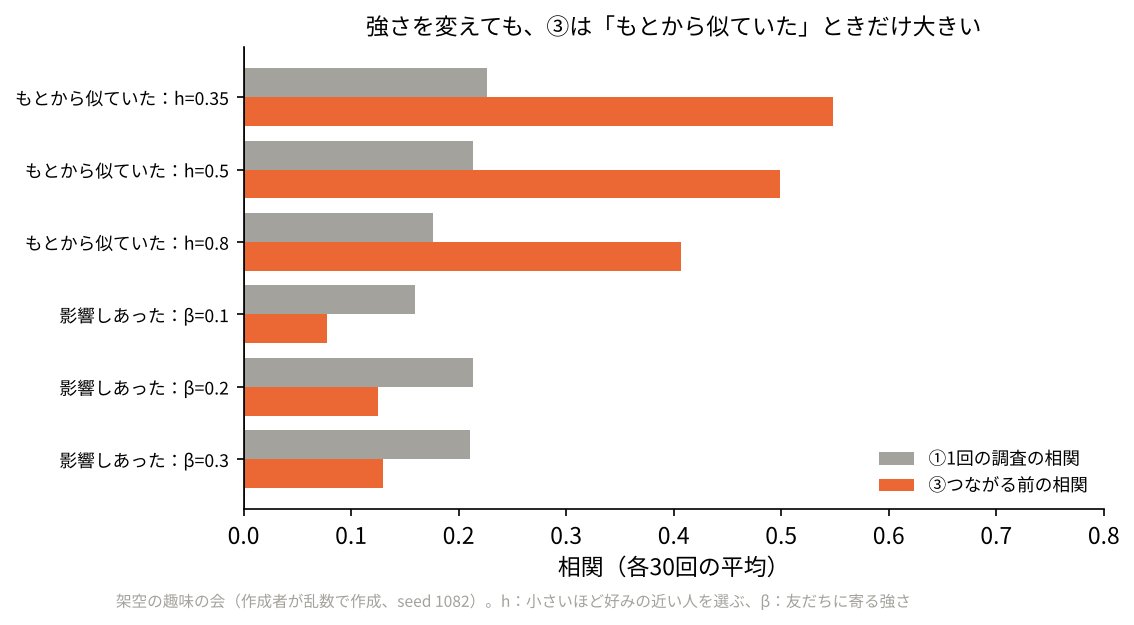 強さを変えても、③は「もとから似ていた」ときだけ大きい
もとから似ていた：h=0.35
もとから似ていた：h=0.5
もとから似ていた：h=0.8
影響しあった：β=0.1
影響しあった：β=0.2
影響しあった：β=0.3
①1回の調査の相関
③つながる前の相関
0.0 0.1 0.2 0.3 0.4 0.5 0.6 0.7 0.8
相関（各30回の平均）
架空の趣味の会（作成者が乱数で作成、seed 1082）。h：小さいほど好みの近い人を選ぶ、β：友だちに寄る強さ